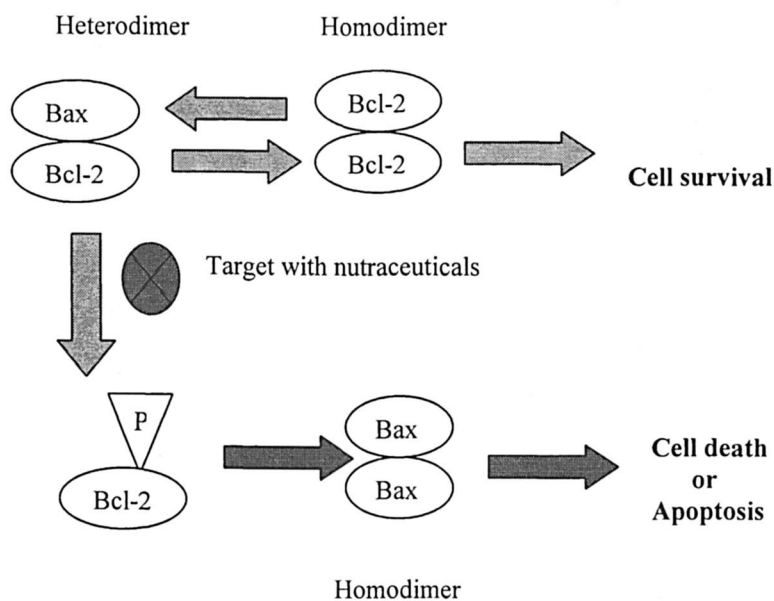 Heterodimer
Homodimer
Bax
Bcl-2
Bcl-2
Bcl-2
Cell survival
Target with nutraceuticals
P
Bcl-2
Bax
Bax
Cell death
or
Apoptosis
Homodimer